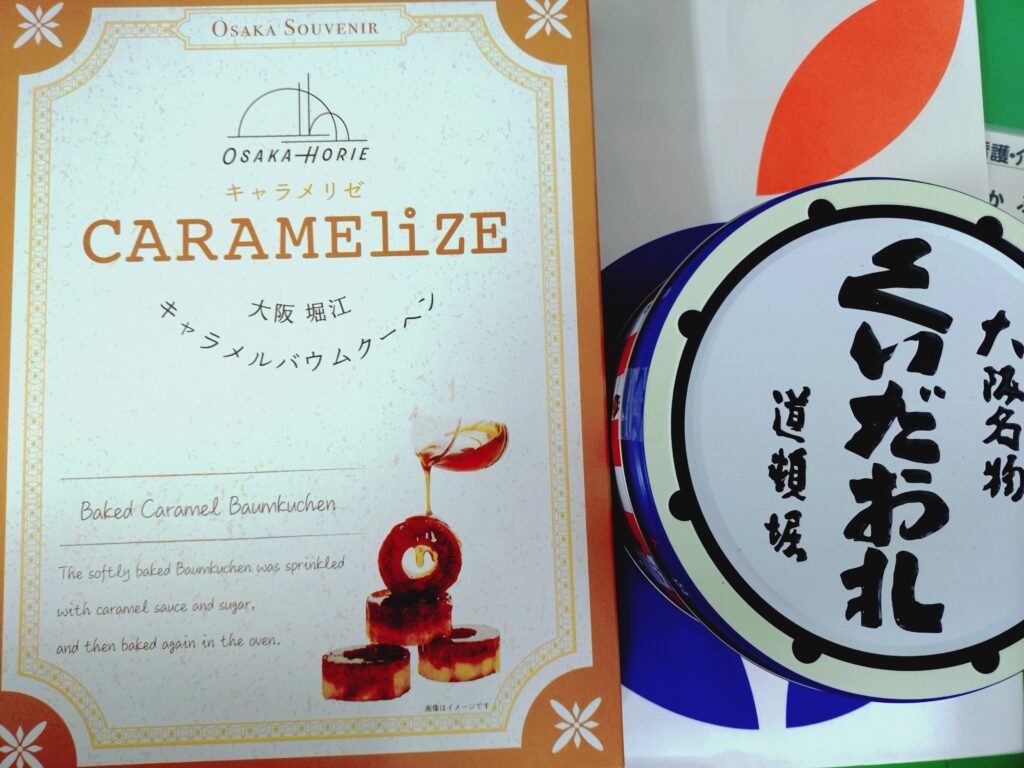 OSAKA SOUVENIR
OSAKA HORIE
キャラメリゼ
CARAMEliZE
大阪 堀江
キャラメルバウムクーヘン
Baked Caramel Baumkuchen
The softly baked Baumkuchen was sprinkled
with caramel sauce and sugar,
and then baked again in the oven.
画像はイメージです
大阪名物
くいだおれ
道頓堀
護・介
か